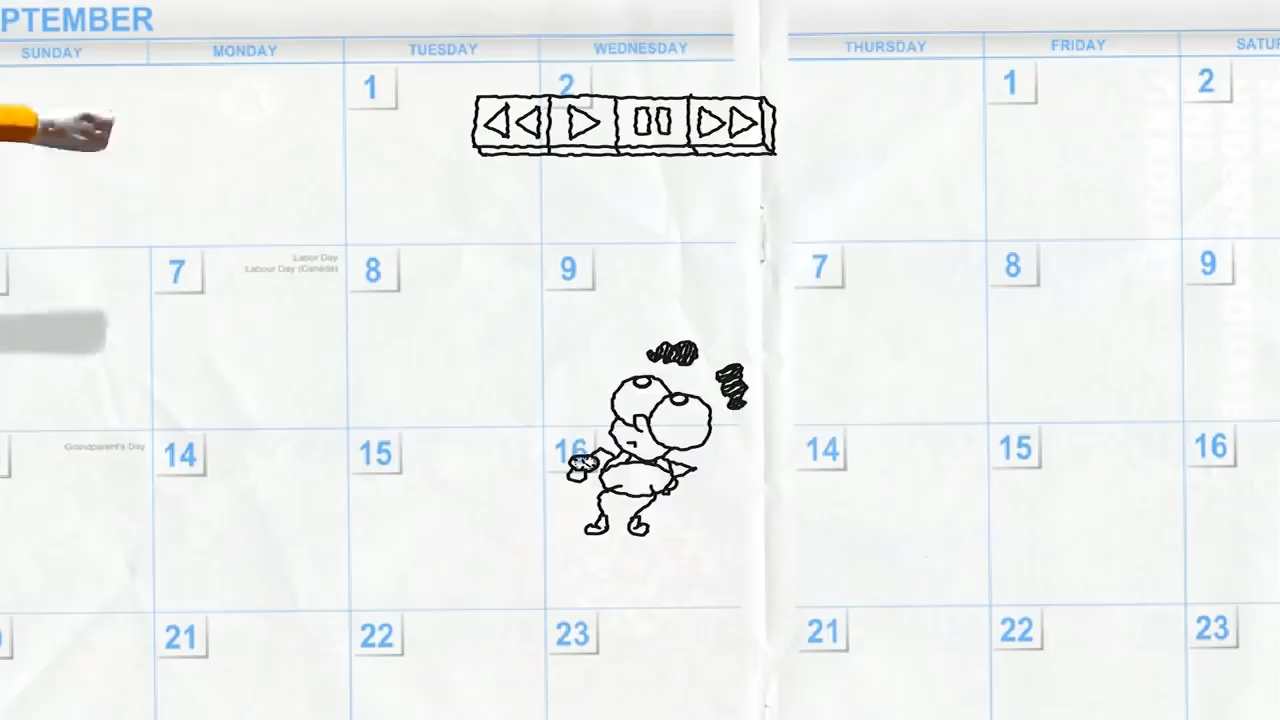 PTEMBER
SUNDAY MONDAY TUESDAY WEDNESDAY THURSDAY FRIDAY SATUR
1 2 1 2
Labor Day
Labour Day (Canada)
7 8 9 7 8 9
Grandparent's Day
14 15 16 14 15 16
21 22 23 21 22 23